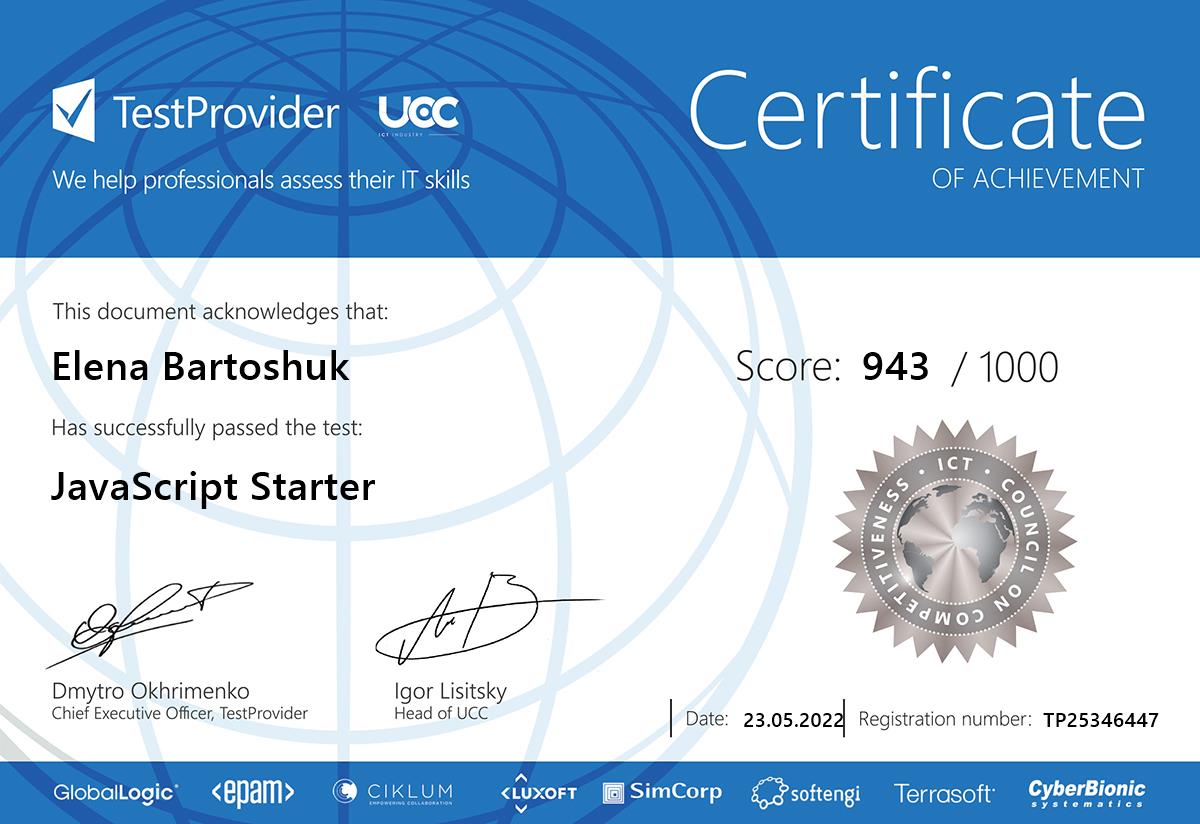 TestProvider
UCC
ICT INDUSTRY
We help professionals assess their IT skills
Certificate
OF ACHIEVEMENT
This document acknowledges that:
Elena Bartoshuk
Score: 943 / 1000
Has successfully passed the test:
JavaScript Starter
· ICT · COUNCIL ON COMPETITIVENESS
Dmytro Okhrimenko
Chief Executive Officer, TestProvider
Igor Lisitsky
Head of UCC
Date: 23.05.2022
Registration number: TP25346447
GlobalLogic®
<epam>
CIKLUM
EMPOWERING COLLABORATION
<LUXOFT
SimCorp
softengi
Terrasoft
CyberBionic
systematics